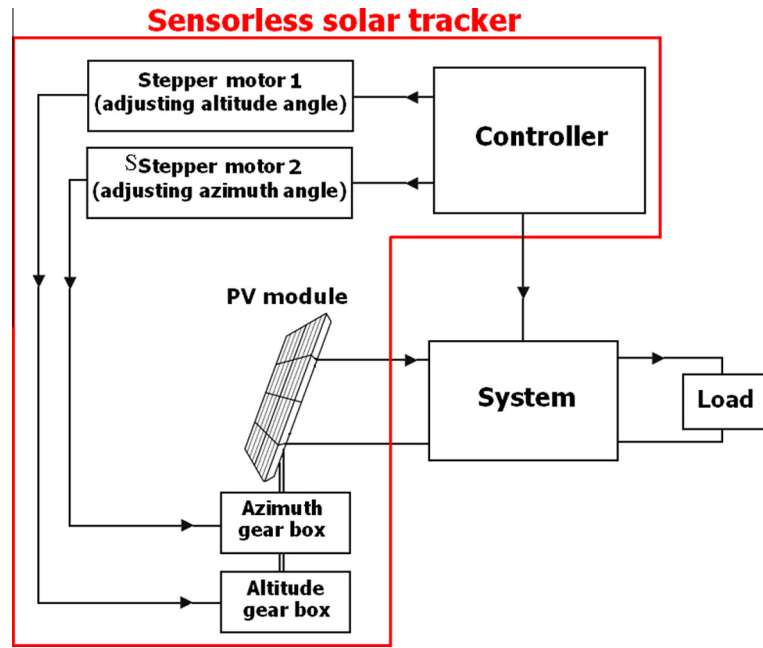 Sensorless solar tracker
Stepper motor 1
(adjusting altitude angle)
Controller
SStepper motor 2
(adjusting azimuth angle)
PV module
System
Load
Azimuth
gear box
Altitude
gear box